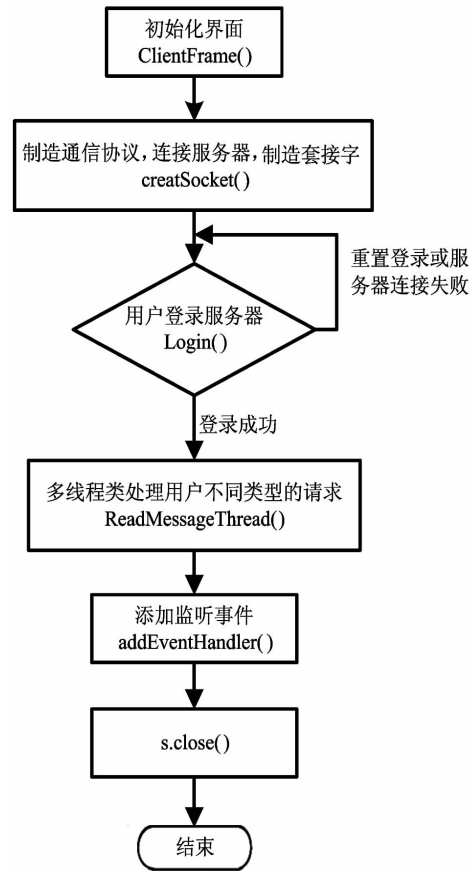 初始化界面
ClientFrame()
制造通信协议,连接服务器,制造套接字
creatSocket()
重置登录或服
务器连接失败
用户登录服务器
Login()
登录成功
多线程类处理用户不同类型的请求
ReadMessageThread()
添加监听事件
addEventHandler()
s.close()
结束